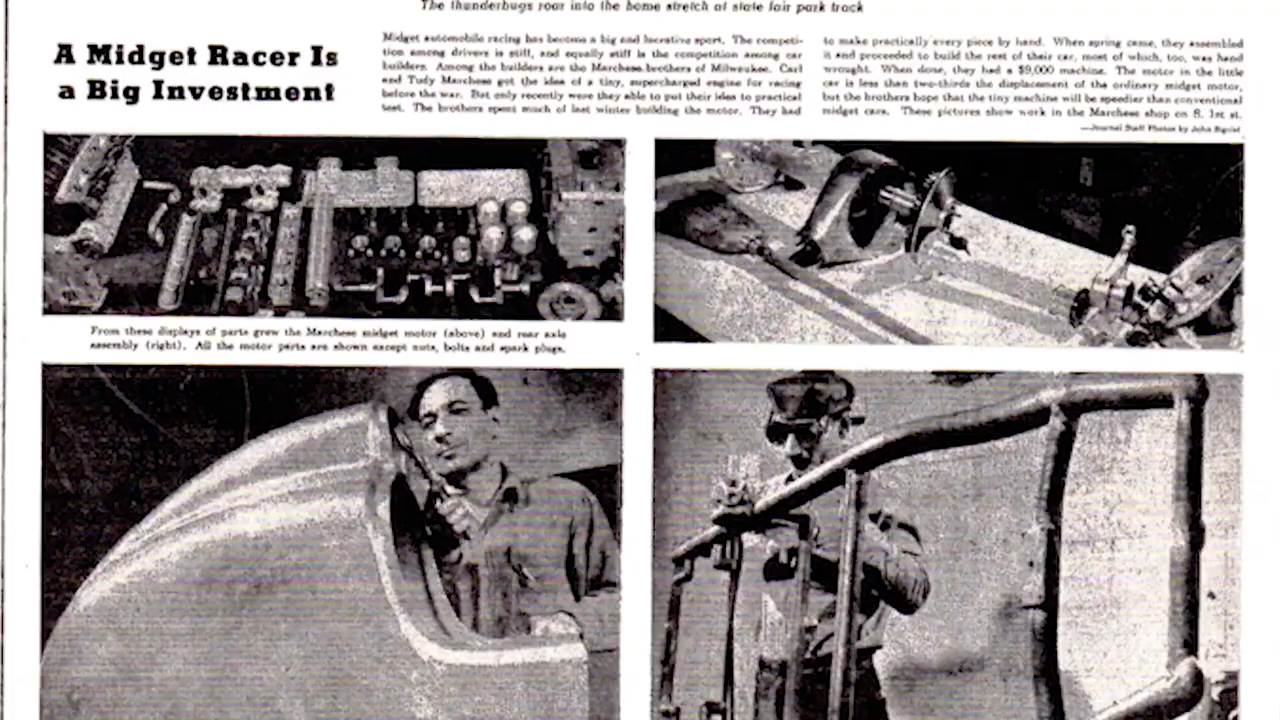 The thunderbugs roar into the home stretch at state fair park track
A Midget Racer Is
a Big Investment
Midget automobile racing has become a big and lucrative sport. The competi-
tion among drivers is stiff, and equally stiff is the competition among car
builders. Among the builders are the Marchese brothers of Milwaukee. Carl
and Tudy Marchese got the idea of a tiny, supercharged engine for racing
before the war. But only recently were they able to put their idea to practical
test. The brothers spent much of last winter building the motor. They had
to make practically every piece by hand. When spring came, they assembled
it and proceeded to build the rest of their car, most of which, too, was hand
wrought. When done, they had a $9,000 machine. The motor in the little
car is less than two-thirds the displacement of the ordinary midget motor,
but the brothers hope that the tiny machine will be speedier than conventional
midget cars. These pictures show work in the Marchese shop on S. 1st st.
—Journal Staff Photos by John
From these displays of parts grew the Marchese midget motor (above) and rear axle
assembly (right). All the motor parts are shown except nuts, bolts and spark plugs.